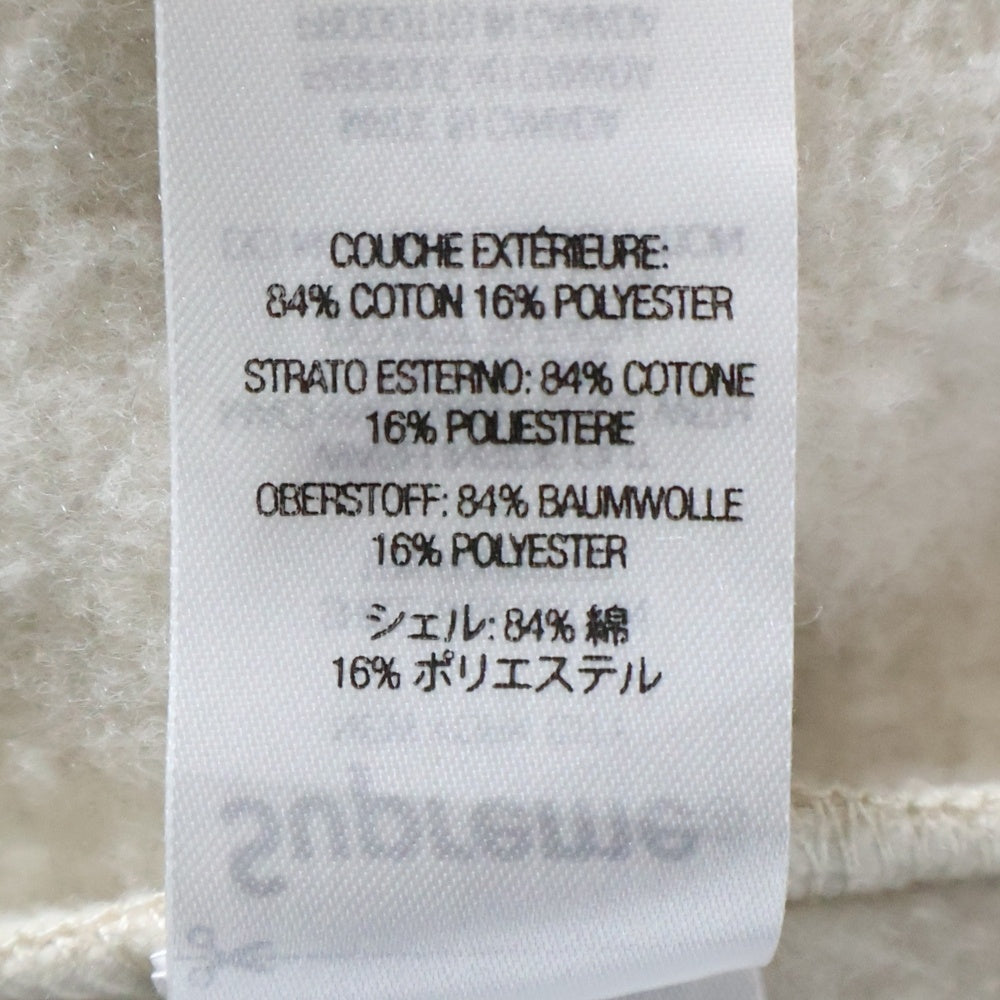 COUCHE EXTÉRIEURE:
84% COTON 16% POLYESTER
STRATO ESTERNO: 84% COTONE
16% POLIESTERE
OBERSTOFF: 84% BAUMWOLLE
16% POLYESTER
シェル: 84% 綿
16% ポリエステル
Supreme